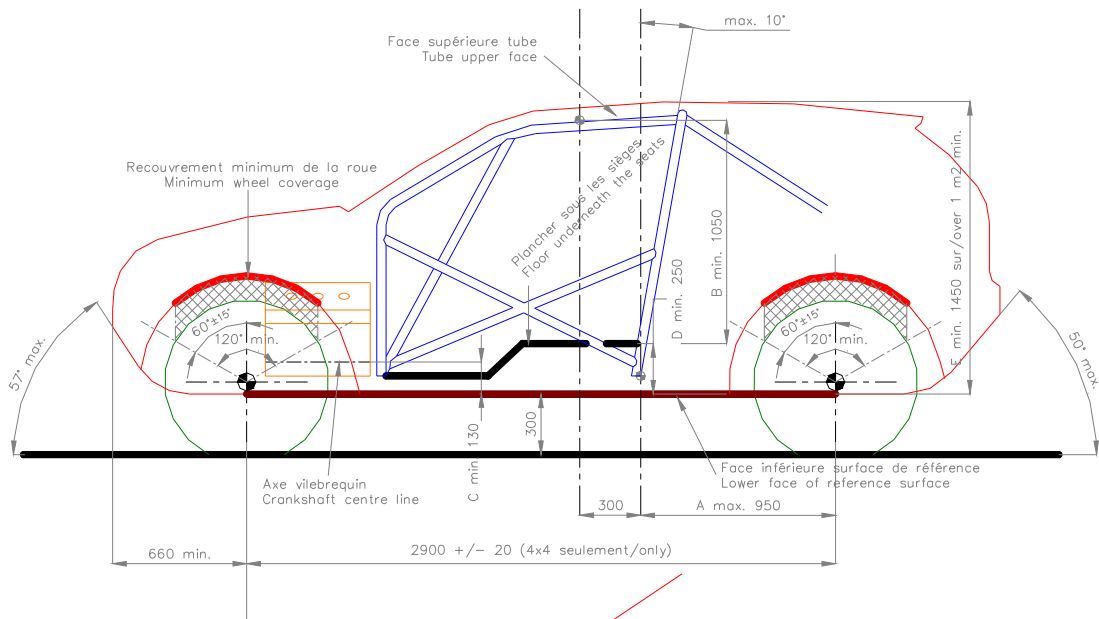 max. 10°
Face supérieure tube
Tube upper face
Recouvrement minimum de la roue
Minimum wheel coverage
Plancher sous les sièges
Floor underneath the seats
B min. 1050
D min. 250
E min. 1450 sur/over 1 m2 min.
57° max.
60°±15°
120° min.
60°±15°
120° min.
50° max.
C min. 130
300
Axe vilebrequin
Crankshaft centre line
Face inférieure surface de référence
Lower face of reference surface
300
A max. 950
660 min.
2900 +/- 20 (4x4 seulement/only)